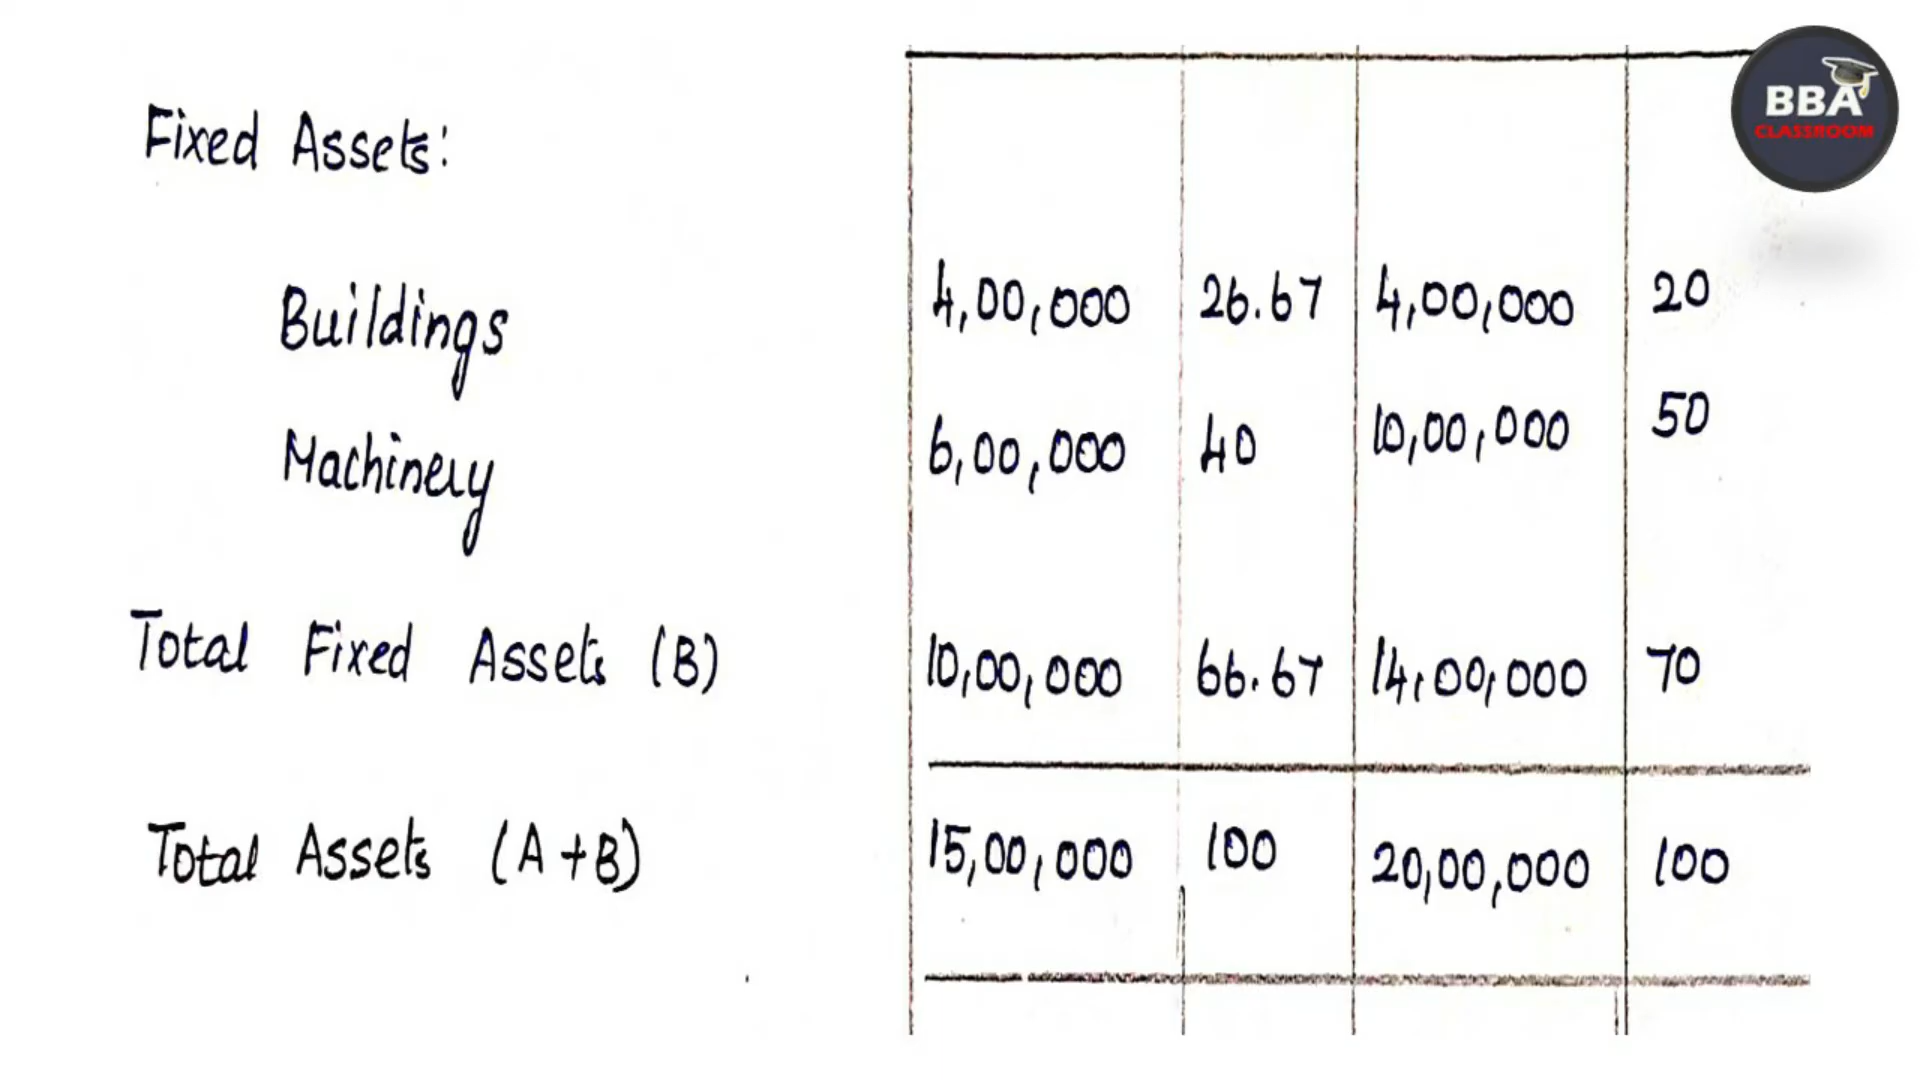 BBA
CLASSROOM
Fixed Assets:
Buildings 4,00,000 26.67 4,00,000 20
Machinery 6,00,000 40 10,00,000 50
Total Fixed Assets (B) 10,00,000 66.67 14,00,000 70
Total Assets (A+B) 15,00,000 100 20,00,000 100